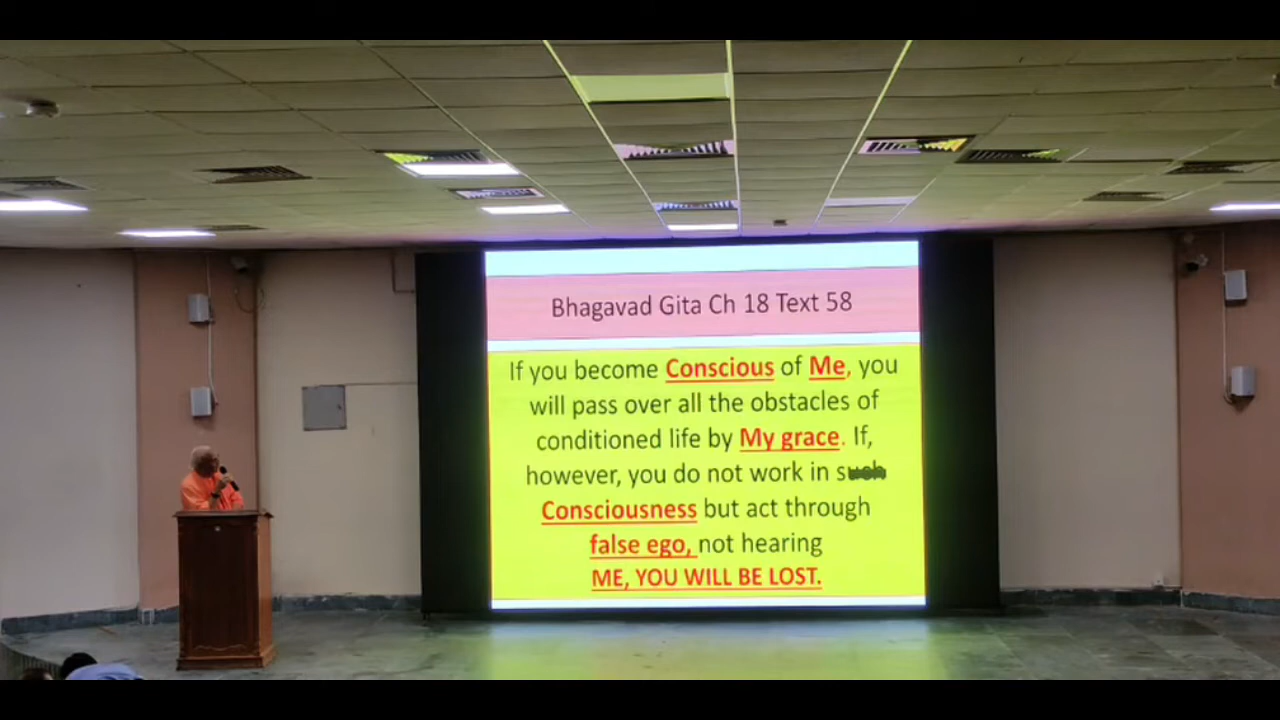 Bhagavad Gita Ch 18 Text 58
If you become Conscious of Me, you
will pass over all the obstacles of
conditioned life by My grace. If,
however, you do not work in
Consciousness but act through
false ego, not hearing
ME, YOU WILL BE LOST.